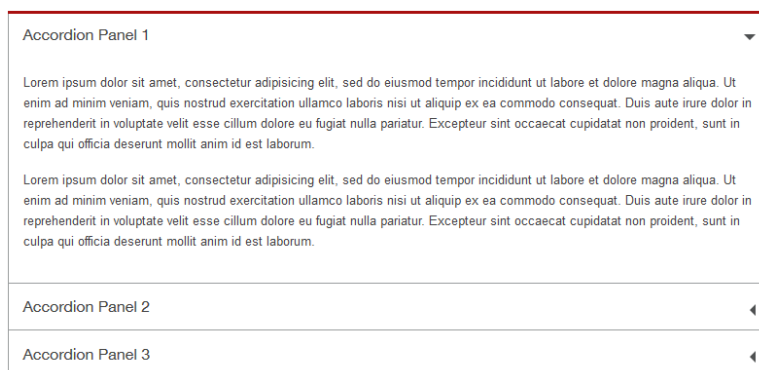 Accordion Panel 1
Lorem ipsum dolor sit amet, consectetur adipisicing elit, sed do eiusmod tempor incididunt ut labore et dolore magna aliqua. Ut
enim ad minim veniam, quis nostrud exercitation ullamco laboris nisi ut aliquip ex ea commodo consequat. Duis aute irure dolor in
reprehenderit in voluptate velit esse cillum dolore eu fugiat nulla pariatur. Excepteur sint occaecat cupidatat non proident, sunt in
culpa qui officia deserunt mollit anim id est laborum.
Lorem ipsum dolor sit amet, consectetur adipisicing elit, sed do eiusmod tempor incididunt ut labore et dolore magna aliqua. Ut
enim ad minim veniam, quis nostrud exercitation ullamco laboris nisi ut aliquip ex ea commodo consequat. Duis aute irure dolor in
reprehenderit in voluptate velit esse cillum dolore eu fugiat nulla pariatur. Excepteur sint occaecat cupidatat non proident, sunt in
culpa qui officia deserunt mollit anim id est laborum.
Accordion Panel 2
Accordion Panel 3